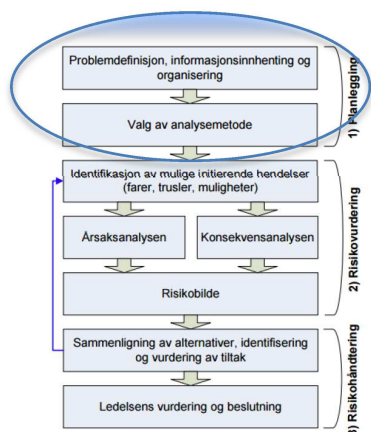 Problemdefinisjon, informasjonsinnhenting og
organisering
Valg av analysemetode
1) Planlegging
Identifikasjon av mulige initierende hendelser
(farer, trusler, muligheter)
Årsaksanalysen
Konsekvensanalysen
Risikobilde
2) Risikovurdering
Sammenligning av alternativer, identifisering
og vurdering av tiltak
Ledelsens vurdering og beslutning
3) Risikohåndtering